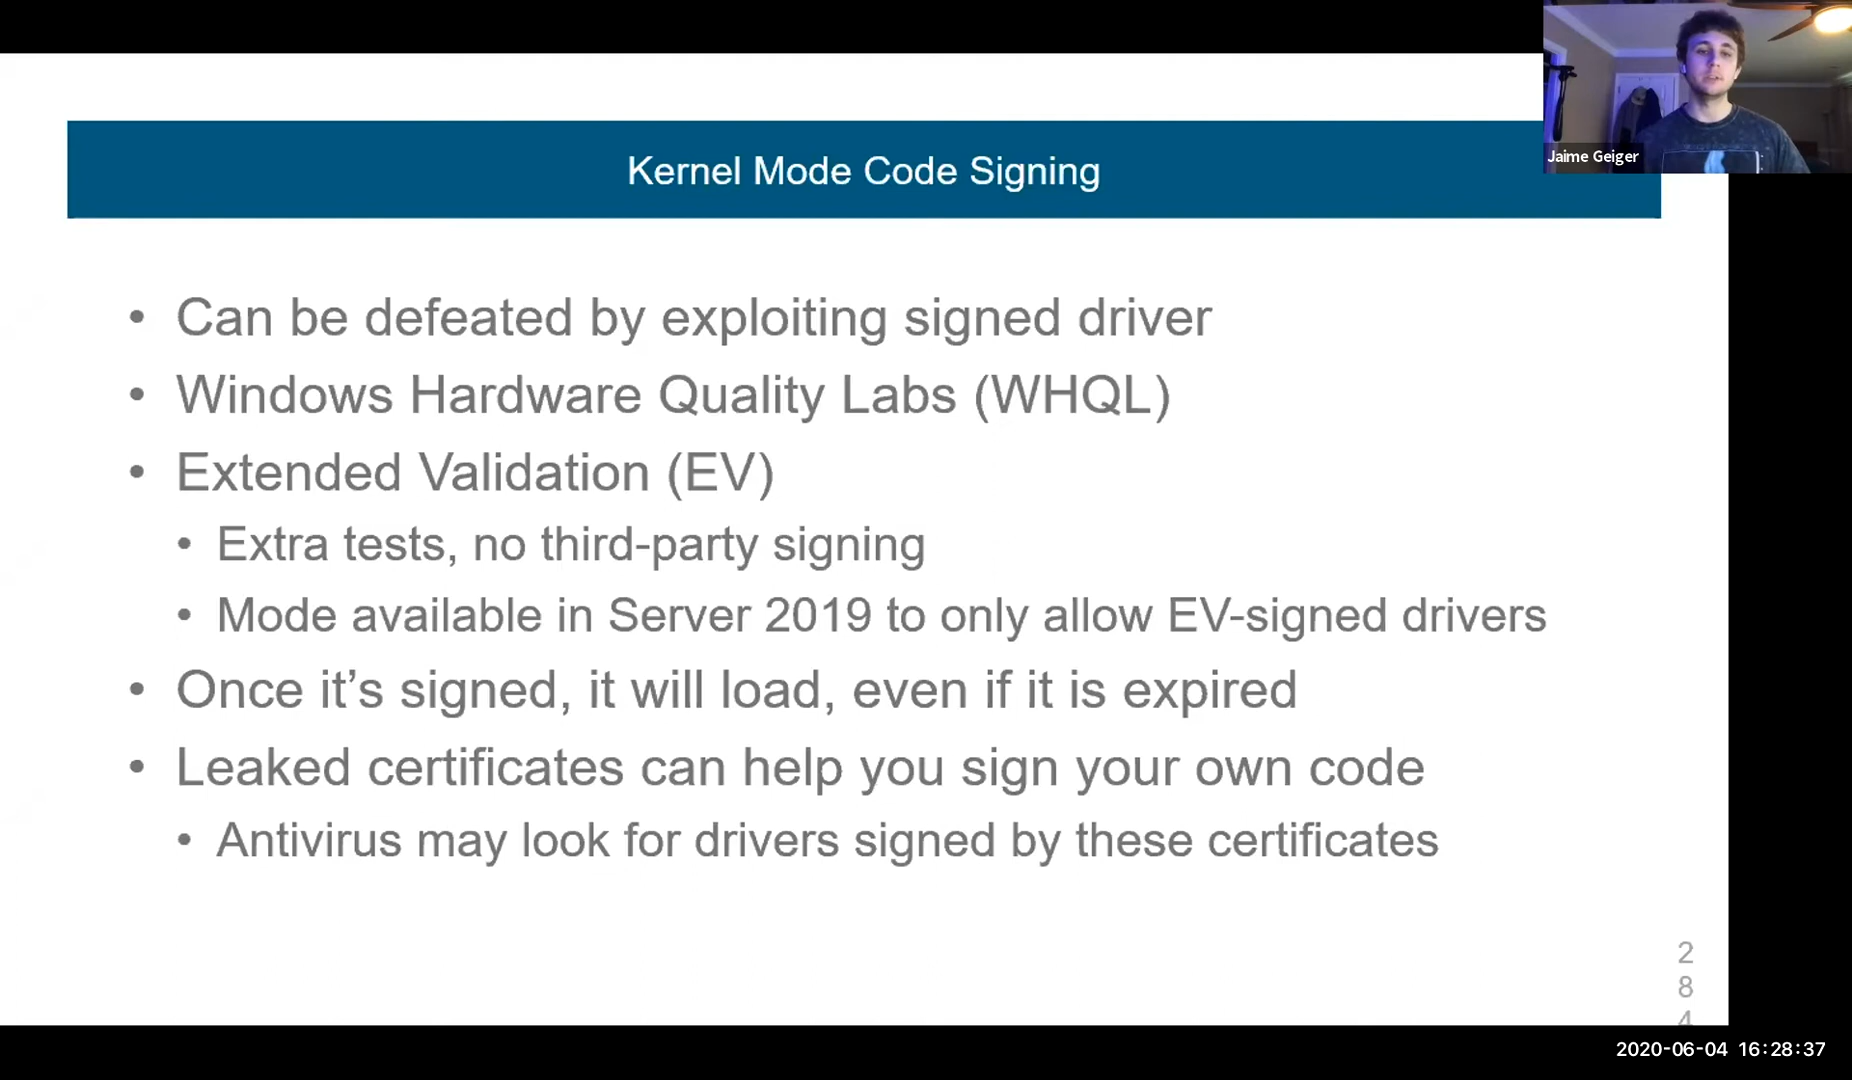 Jaime Geiger
Kernel Mode Code Signing
• Can be defeated by exploiting signed driver
• Windows Hardware Quality Labs (WHQL)
• Extended Validation (EV)
• Extra tests, no third-party signing
• Mode available in Server 2019 to only allow EV-signed drivers
• Once it’s signed, it will load, even if it is expired
• Leaked certificates can help you sign your own code
• Antivirus may look for drivers signed by these certificates
2
8
4
2020-06-04 16:28:37